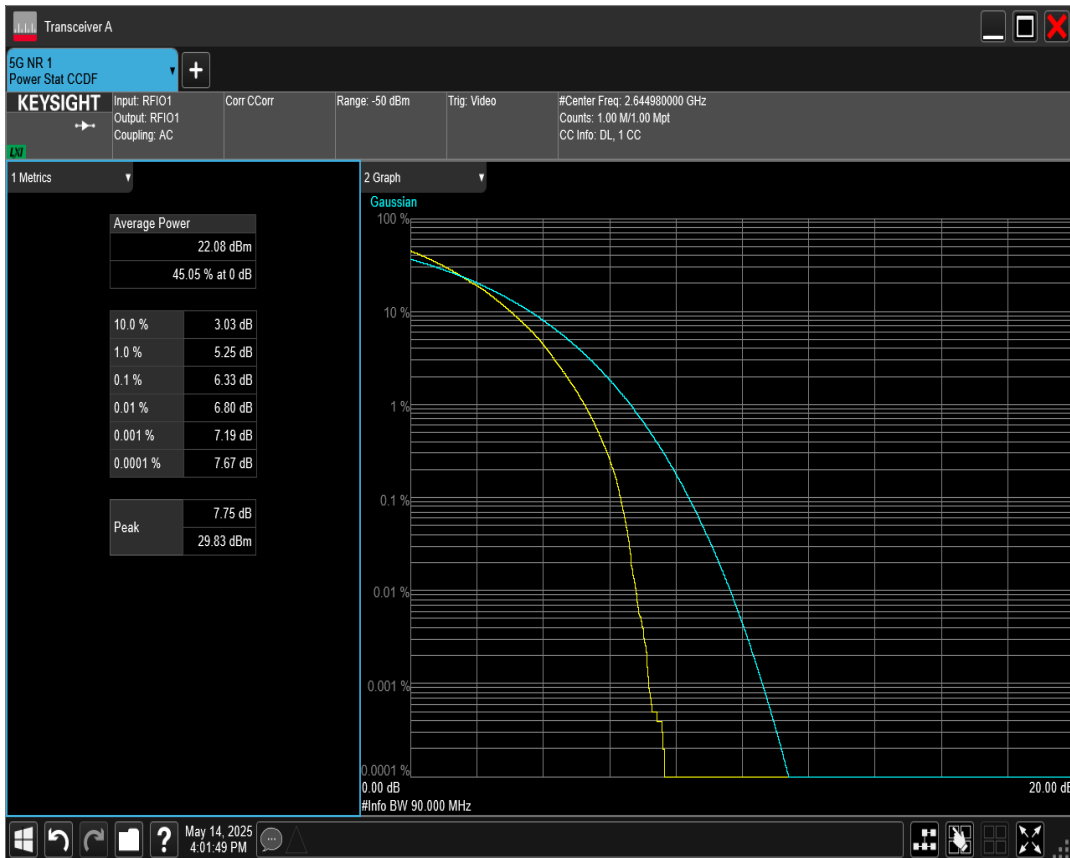 Transceiver A
5G NR 1
Power Stat CCDF
KEYSIGHT
LXI
Input: RFIO1
Output: RFIO1
Coupling: AC
Corr CCorr
Range: -50 dBm
Trig: Video
#Center Freq: 2.644980000 GHz
Counts: 1.00 M/1.00 Mpt
CC Info: DL, 1 CC
1 Metrics
Average Power
22.08 dBm
45.05 % at 0 dB
10.0 % 3.03 dB
1.0 % 5.25 dB
0.1 % 6.33 dB
0.01 % 6.80 dB
0.001 % 7.19 dB
0.0001 % 7.67 dB
Peak 7.75 dB
29.83 dBm
2 Graph
Gaussian
100 %
10 %
1 %
0.1 %
0.01 %
0.001 %
0.0001 %
0.00 dB 20.00 dB
#Info BW 90.000 MHz
May 14, 2025
4:01:49 PM